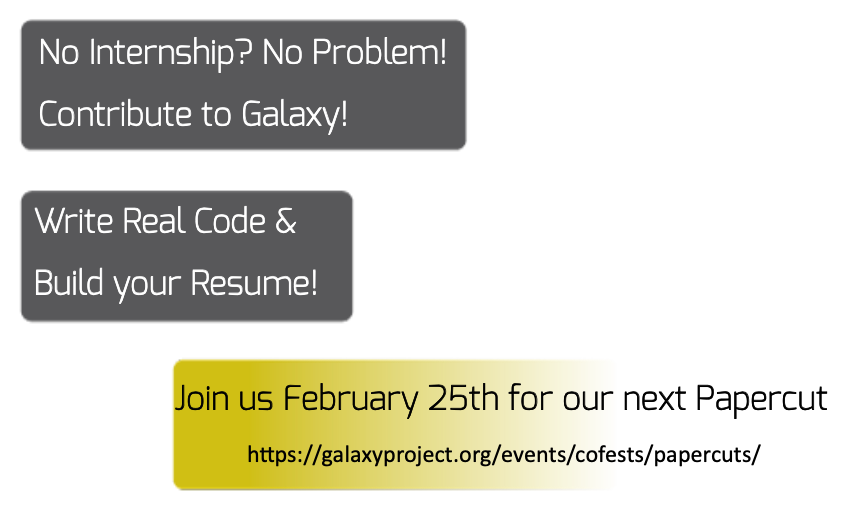 No Internship? No Problem!
Contribute to Galaxy!
Write Real Code &
Build your Resume!
Join us February 25th for our next Papercut
https://galaxyproject.org/events/cofests/papercuts/